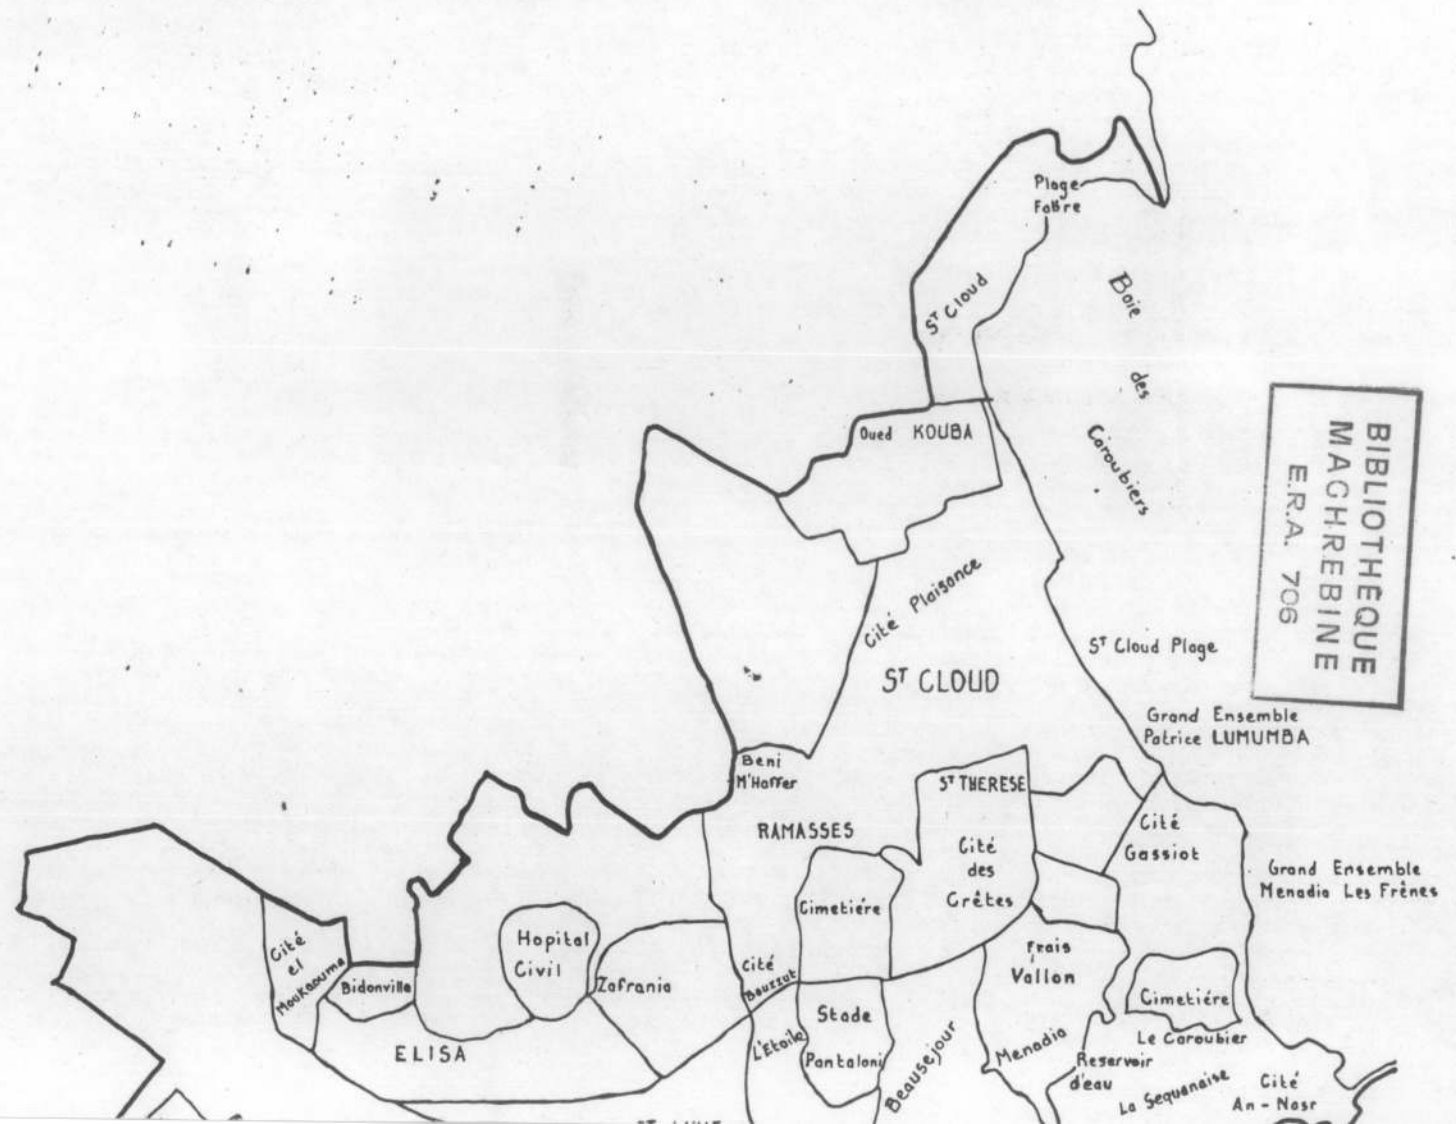 Plage
Fabre
ST Cloud
Baie
des
Caroubiers
Oued KOUBA
BIBLIOTHEQUE
MAGHREBINE
E.R.A. 706
Cité Plaisance
ST CLOUD
ST Cloud Plage
Grand Ensemble
Patrice LUMUMBA
Beni
M'Haffer
ST THERESE
RAMASSES
Cité
Gassiot
Cité
des
Crêtes
Grand Ensemble
Menadia Les Frênes
Cimetiére
Hopital
Civil
Cité
el
Moukaouma
Bidonville
Zafrania
Cité
Bouzzut
Frais
Vallon
Cimetiére
Stade
Pantaloni
L'Etoile
ELISA
Beausejour
Menadia
Le Caroubier
Reservoir
d'eau
La Sequanaise
Cité
An-Nasr